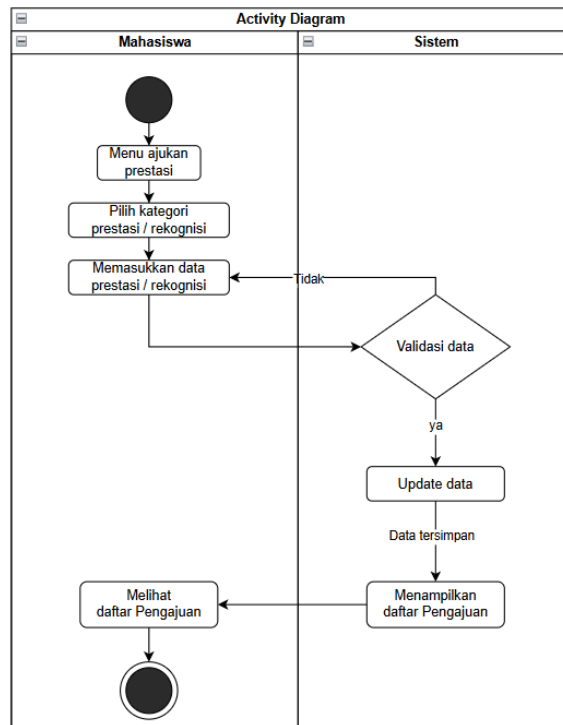 Activity Diagram
Mahasiswa
Sistem
Menu ajukan
prestasi
Pilih kategori
prestasi / rekognisi
Memasukkan data
prestasi / rekognisi
Tidak
Validasi data
ya
Update data
Data tersimpan
Melihat
daftar Pengajuan
Menampilkan
daftar Pengajuan